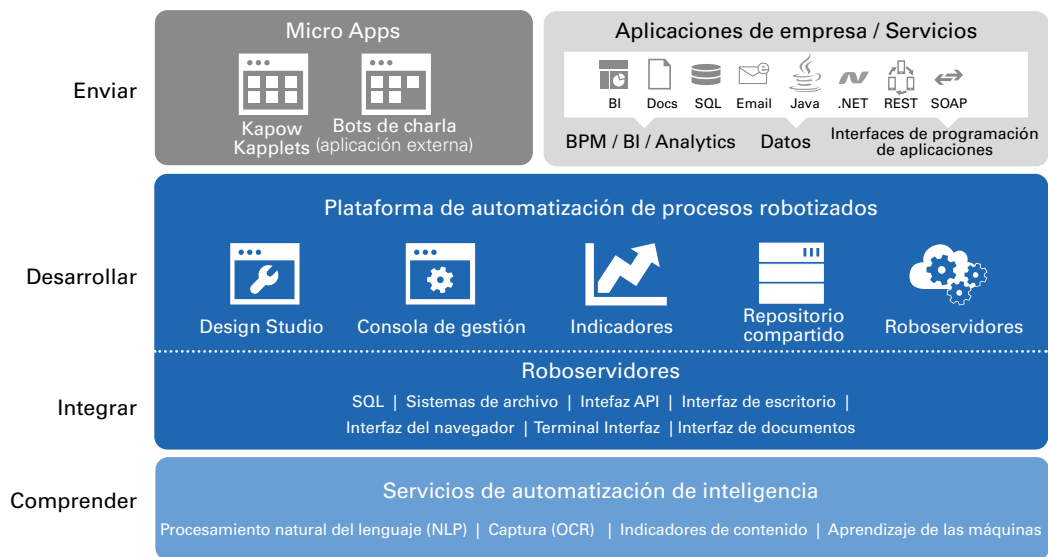 Micro Apps
Aplicaciones de empresa / Servicios
Enviar
BI
Docs
SQL
Email
Java
.NET
REST
SOAP
Kapow
Kapplets
Bots de charla
(aplicación externa)
BPM / BI / Analytics
Datos
Interfaces de programación
de aplicaciones
Plataforma de automatización de procesos robotizados
Desarrollar
Design Studio
Consola de gestión
Indicadores
Repositorio
compartido
Roboservidores
Roboservidores
Integrar
SQL | Sistemas de archivo | Intefaz API | Interfaz de escritorio |
Interfaz del navegador | Terminal Interfaz | Interfaz de documentos
Comprender
Servicios de automatización de inteligencia
Procesamiento natural del lenguaje (NLP) | Captura (OCR) | Indicadores de contenido | Aprendizaje de las máquinas